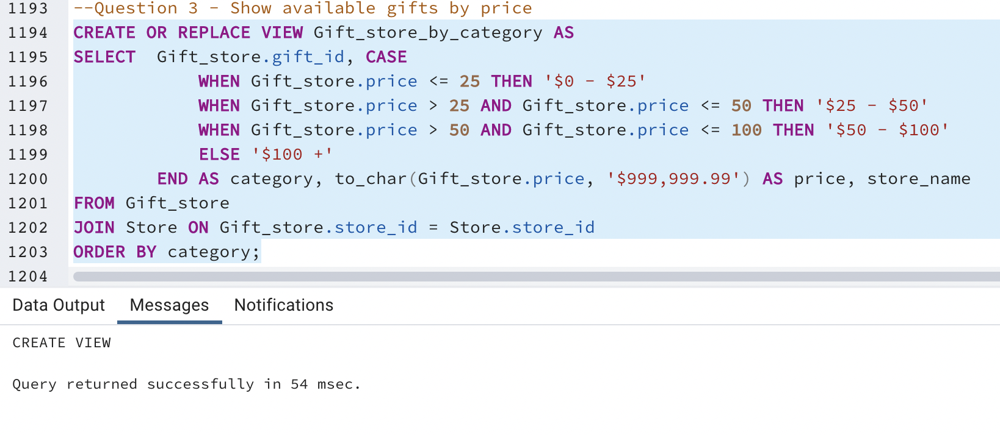 1193 --Question 3 - Show available gifts by price
1194 CREATE OR REPLACE VIEW Gift_store_by_category AS
1195 SELECT  Gift_store.gift_id, CASE
1196             WHEN Gift_store.price <= 25 THEN '$0 - $25'
1197             WHEN Gift_store.price > 25 AND Gift_store.price <= 50 THEN '$25 - $50'
1198             WHEN Gift_store.price > 50 AND Gift_store.price <= 100 THEN '$50 - $100'
1199             ELSE '$100 +'
1200         END AS category, to_char(Gift_store.price, '$999,999.99') AS price, store_name
1201 FROM Gift_store
1202 JOIN Store ON Gift_store.store_id = Store.store_id
1203 ORDER BY category;
1204
Data Output Messages Notifications
CREATE VIEW
Query returned successfully in 54 msec.